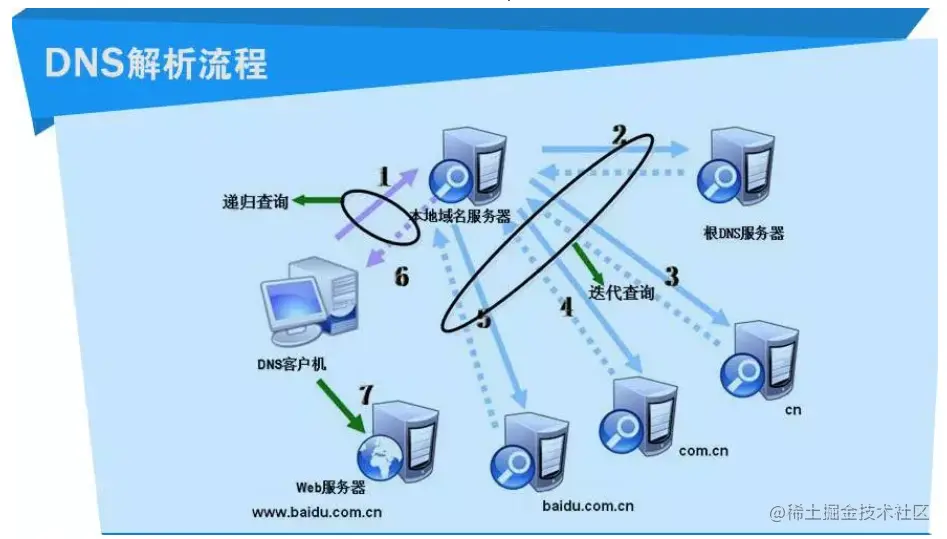 DNS解析流程
2
1
递归查询
本地域名服务器
根DNS服务器
6
3
迭代查询
4
5
DNS客户机
7
cn
com.cn
Web服务器
baidu.com.cn
www.baidu.com.cn
@稀土掘金技术社区